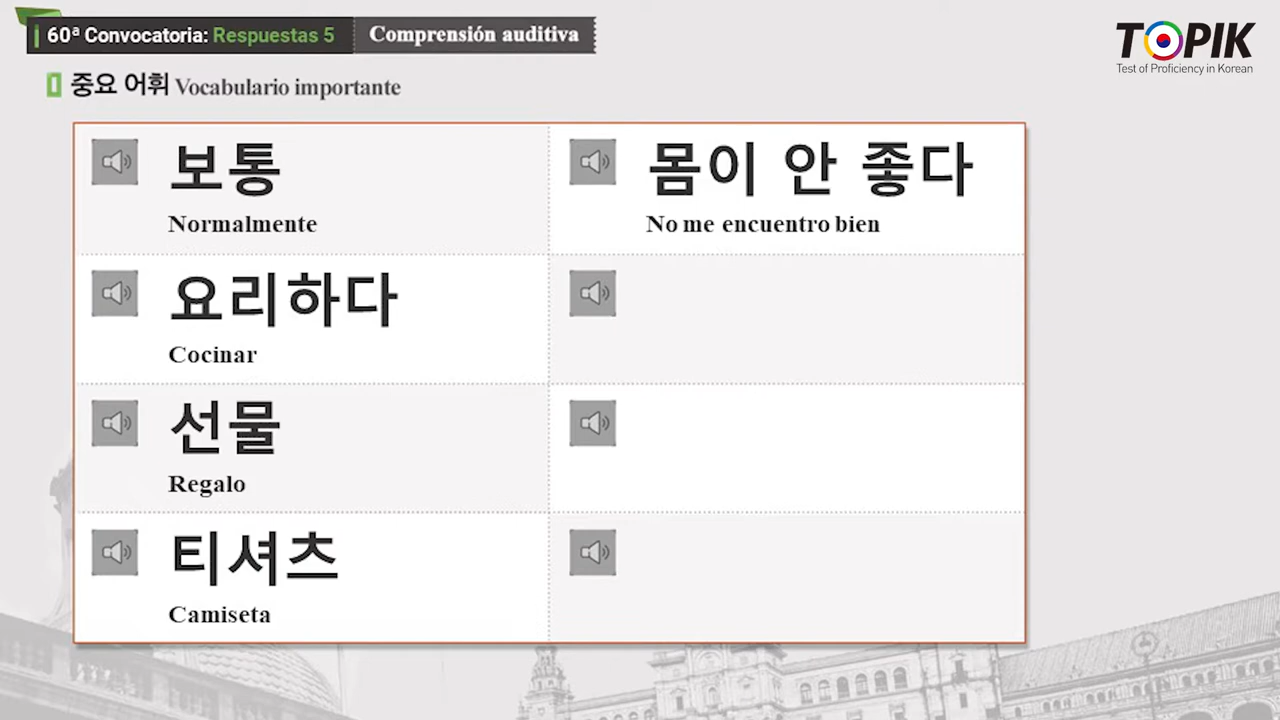 60ª Convocatoria: Respuestas 5
Comprensión auditiva
TOPIK
Test of Proficiency in Korean
중요 어휘 Vocabulario importante
보통
Normalmente
몸이 안 좋다
No me encuentro bien
요리하다
Cocinar
선물
Regalo
티셔츠
Camiseta